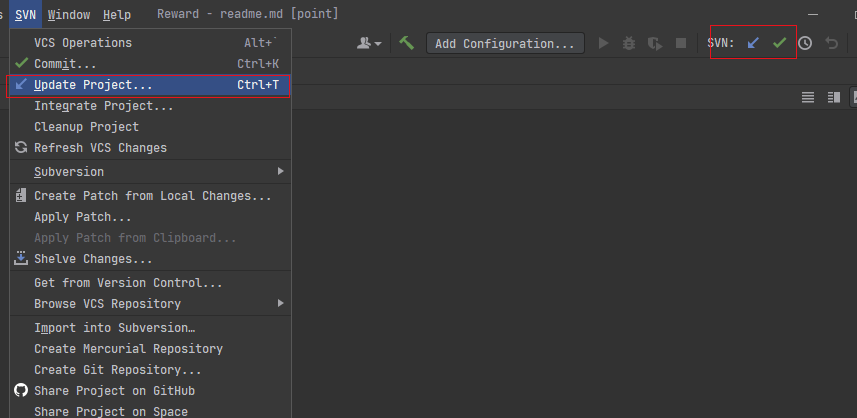 SVN Window Help Reward - readme.md [point]
Add Configuration... SVN:
VCS Operations Alt+`
Commit... Ctrl+K
Update Project... Ctrl+T
Integrate Project...
Cleanup Project
Refresh VCS Changes
Subversion
Create Patch from Local Changes...
Apply Patch...
Apply Patch from Clipboard...
Shelve Changes...
Get from Version Control...
Browse VCS Repository
Import into Subversion…
Create Mercurial Repository
Create Git Repository...
Share Project on GitHub
Share Project on Space